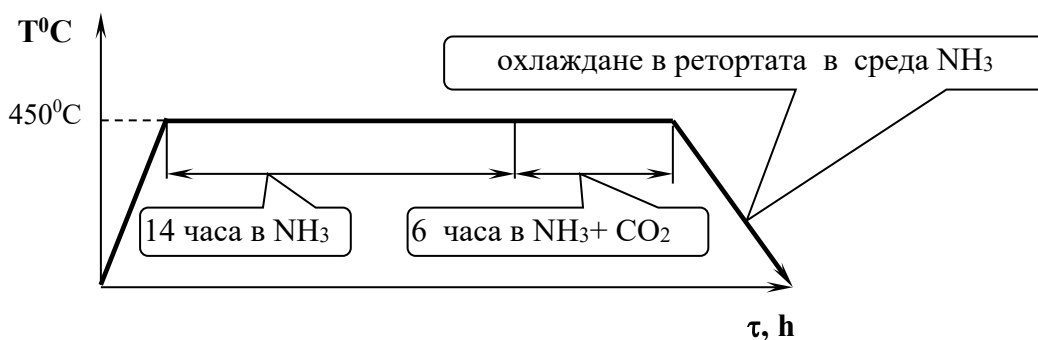 T⁰C
охлаждане в ретортата в среда NH₃
450⁰C
14 часа в NH₃
6 часа в NH₃+ CO₂
τ, h